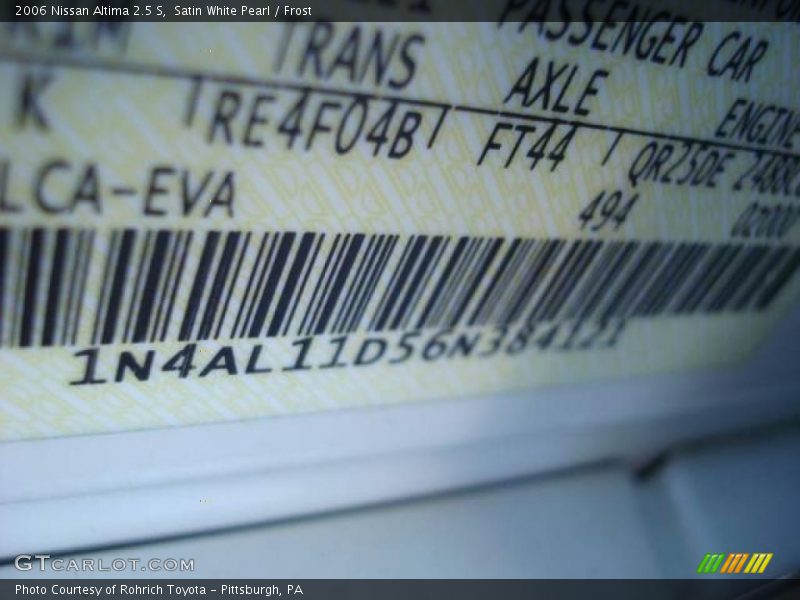 2006 Nissan Altima 2.5 S, Satin White Pearl / Frost
TRANS AXLE PASSENGER CAR
K RE4F04B FT44 ENGINE
QR25DE
LCA-EVA 494
1N4AL11D56N384121
GTCARLOT.COM
Photo Courtesy of Rohrich Toyota - Pittsburgh, PA